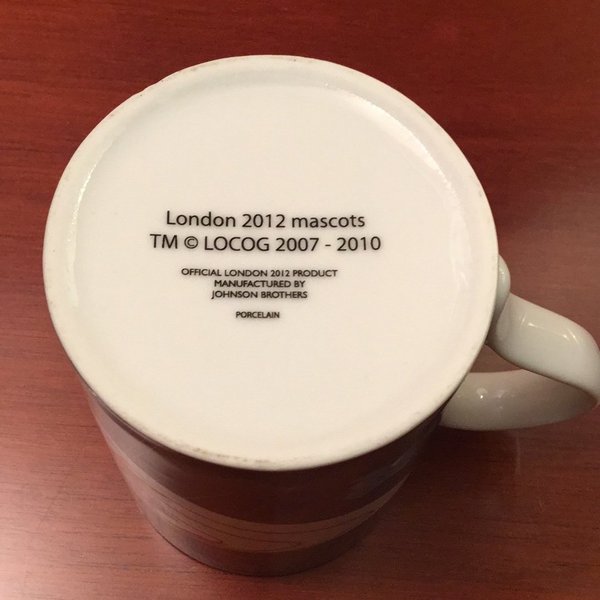 London 2012 mascots
TM © LOCOG 2007 - 2010
OFFICIAL LONDON 2012 PRODUCT
MANUFACTURED BY
JOHNSON BROTHERS
PORCELAIN